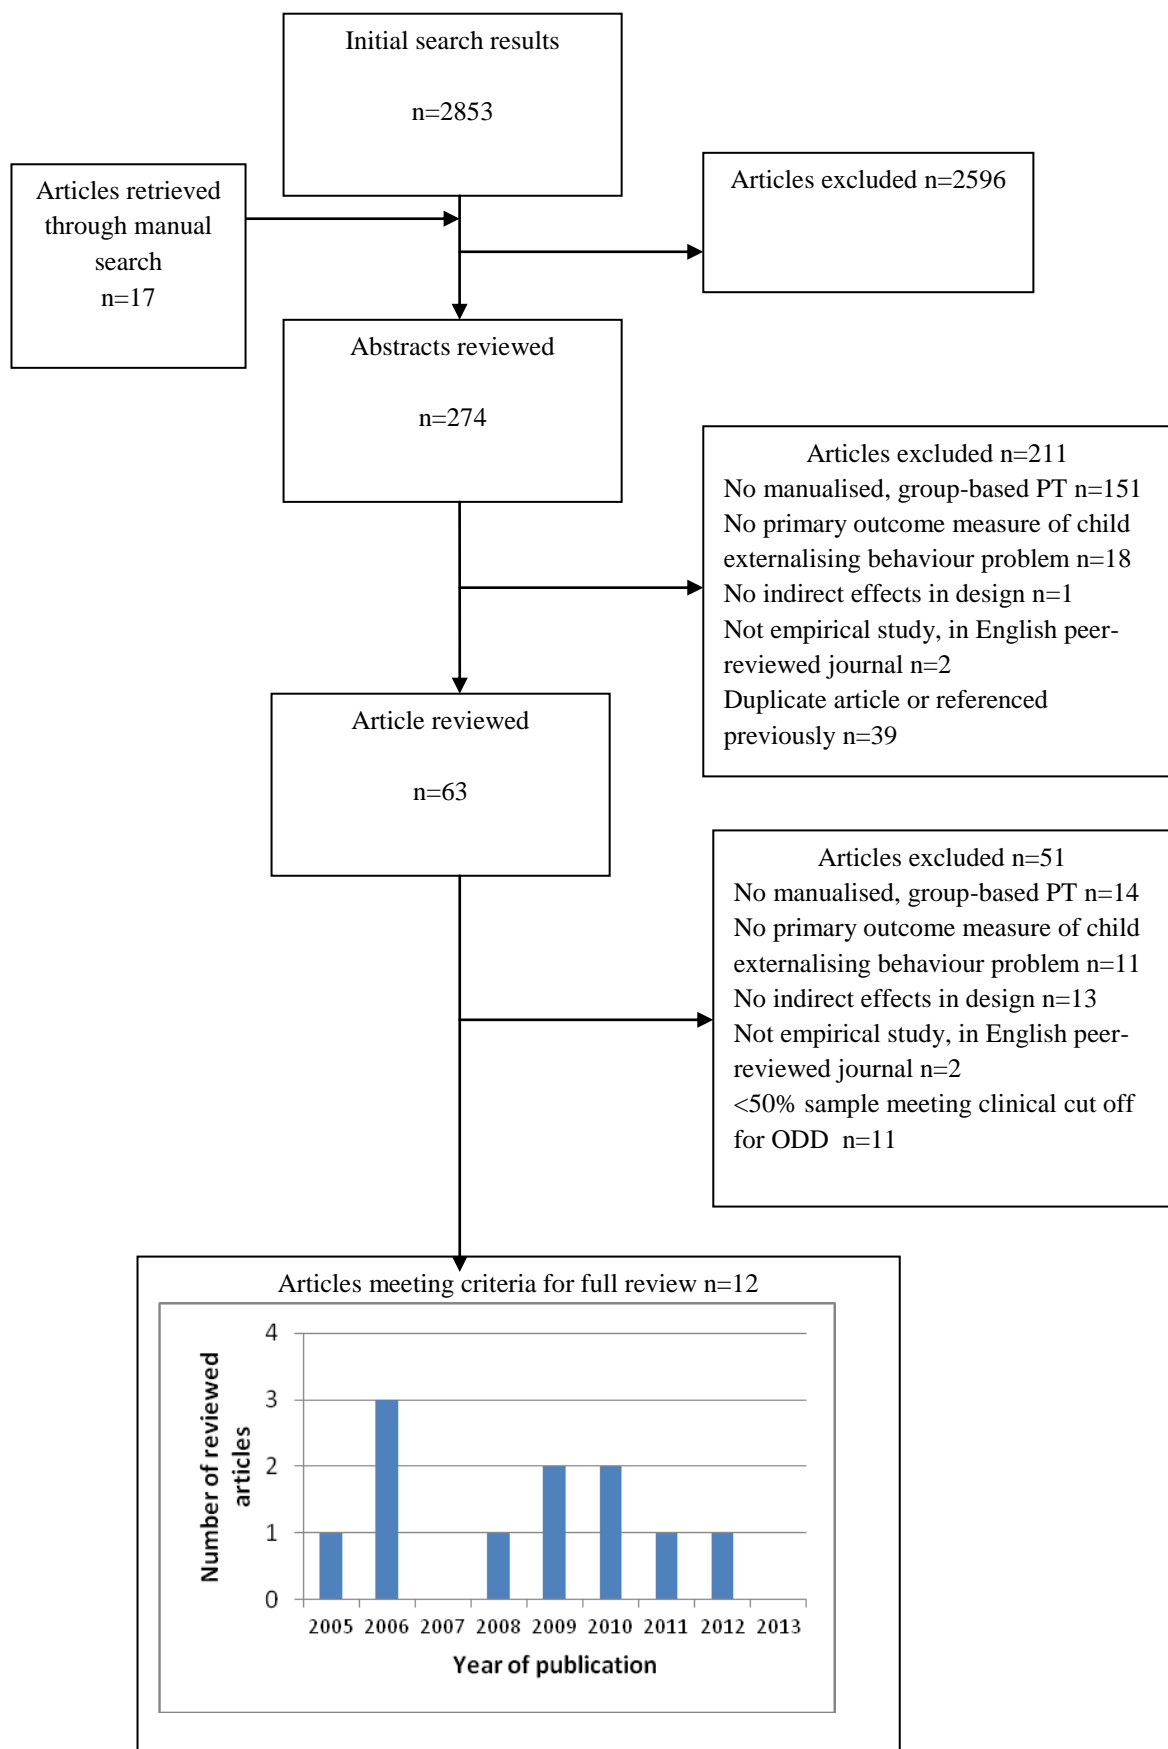 Initial search results
n=2853
Articles retrieved
through manual
search
n=17
Articles excluded n=2596
Abstracts reviewed
n=274
Articles excluded n=211
No manualised, group-based PT n=151
No primary outcome measure of child
externalising behaviour problem n=18
No indirect effects in design n=1
Not empirical study, in English peer-
reviewed journal n=2
Duplicate article or referenced
previously n=39
Article reviewed
n=63
Articles excluded n=51
No manualised, group-based PT n=14
No primary outcome measure of child
externalising behaviour problem n=11
No indirect effects in design n=13
Not empirical study, in English peer-
reviewed journal n=2
<50% sample meeting clinical cut off
for ODD n=11
Articles meeting criteria for full review n=12
Number of reviewed
articles
4
3
2
1
0
2005 2006 2007 2008 2009 2010 2011 2012 2013
Year of publication